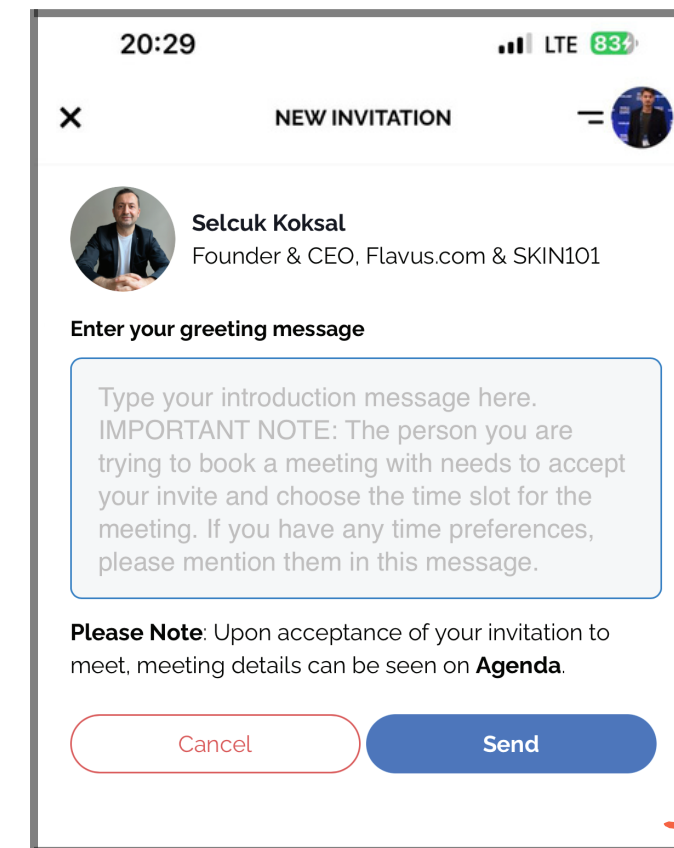 20:29
LTE 83
NEW INVITATION
Selcuk Koksal
Founder & CEO, Flavus.com & SKIN101
Enter your greeting message
Type your introduction message here.
IMPORTANT NOTE: The person you are
trying to book a meeting with needs to accept
your invite and choose the time slot for the
meeting. If you have any time preferences,
please mention them in this message.
Please Note: Upon acceptance of your invitation to
meet, meeting details can be seen on Agenda.
Cancel
Send